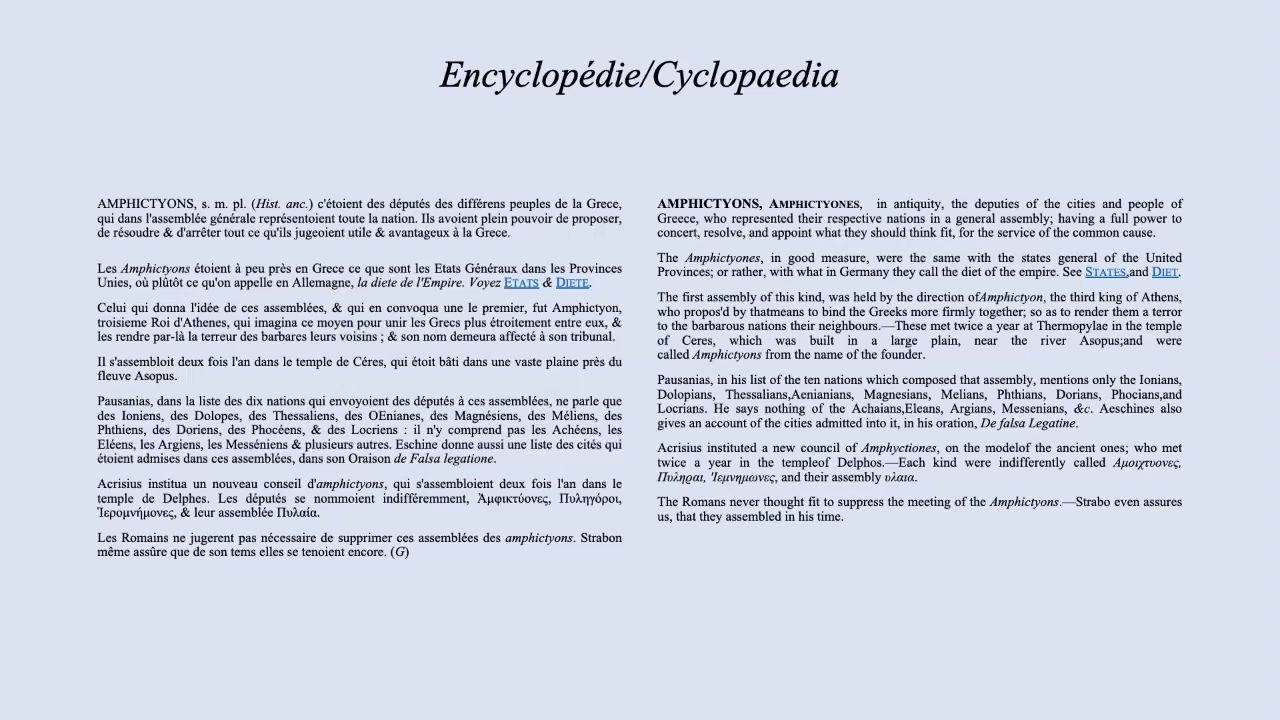 Encyclopédie/Cyclopaedia
AMPHICTYONS, s. m. pl. (Hist. anc.) c'étoient des députés des différens peuples de la Grece,
qui dans l'assemblée générale représentoient toute la nation. Ils avoient plein pouvoir de proposer,
de résoudre & d'arrêter tout ce qu'ils jugeoient utile & avantageux à la Grece.
Les Amphictyons étoient à peu près en Grece ce que sont les Etats Généraux dans les Provinces
Unies, où plûtôt ce qu'on appelle en Allemagne, la diete de l'Empire. Voyez ETATS & DIETE.
Celui qui donna l'idée de ces assemblées, & qui en convoqua une le premier, fut Amphictyon,
troisieme Roi d'Athenes, qui imagina ce moyen pour unir les Grecs plus étroitement entre eux, &
les rendre par-là la terreur des barbares leurs voisins ; & son nom demeura affecté à son tribunal.
Il s'assembloit deux fois l'an dans le temple de Céres, qui étoit bâti dans une vaste plaine près du
fleuve Asopus.
Pausanias, dans la liste des dix nations qui envoyoient des députés à ces assemblées, ne parle que
des Ioniens, des Dolopes, des Thessaliens, des OEnianes, des Magnésiens, des Méliens, des
Phthiens, des Doriens, des Phocéens, & des Locriens : il n'y comprend pas les Achéens, les
Eléens, les Argiens, les Messéniens & plusieurs autres. Eschine donne aussi une liste des cités qui
étoient admises dans ces assemblées, dans son Oraison de Falsa legatione.
Acrisius institua un nouveau conseil d'amphictyons, qui s'assembloient deux fois l'an dans le
temple de Delphes. Les députés se nommoient indifféremment, Ἀμφικτύονες, Πυληγόροι,
Ἱερομνήμονες, & leur assemblée Πυλαία.
Les Romains ne jugerent pas nécessaire de supprimer ces assemblées des amphictyons. Strabon
même assûre que de son tems elles se tenoient encore. (G)
AMPHICTYONS, AMPHICTYONES, in antiquity, the deputies of the cities and people of
Greece, who represented their respective nations in a general assembly; having a full power to
concert, resolve, and appoint what they should think fit, for the service of the common cause.
The Amphictyones, in good measure, were the same with the states general of the United
Provinces; or rather, with what in Germany they call the diet of the empire. See STATES,and DIET.
The first assembly of this kind, was held by the direction ofAmphictyon, the third king of Athens,
who propos'd by thatmeans to bind the Greeks more firmly together; so as to render them a terror
to the barbarous nations their neighbours.—These met twice a year at Thermopylae in the temple
of Ceres, which was built in a large plain, near the river Asopus;and were
called Amphictyons from the name of the founder.
Pausanias, in his list of the ten nations which composed that assembly, mentions only the Ionians,
Dolopians, Thessalians,Aenianians, Magnesians, Melians, Phthians, Dorians, Phocians,and
Locrians. He says nothing of the Achaians,Eleans, Argians, Messenians, &c. Aeschines also
gives an account of the cities admitted into it, in his oration, De falsa Legatine.
Acrisius instituted a new council of Amphyctiones, on the modelof the ancient ones; who met
twice a year in the templeof Delphos.—Each kind were indifferently called Αμοιχτυονες,
Πυληραι, Ἱεμνημωνες, and their assembly υλαια.
The Romans never thought fit to suppress the meeting of the Amphictyons.—Strabo even assures
us, that they assembled in his time.